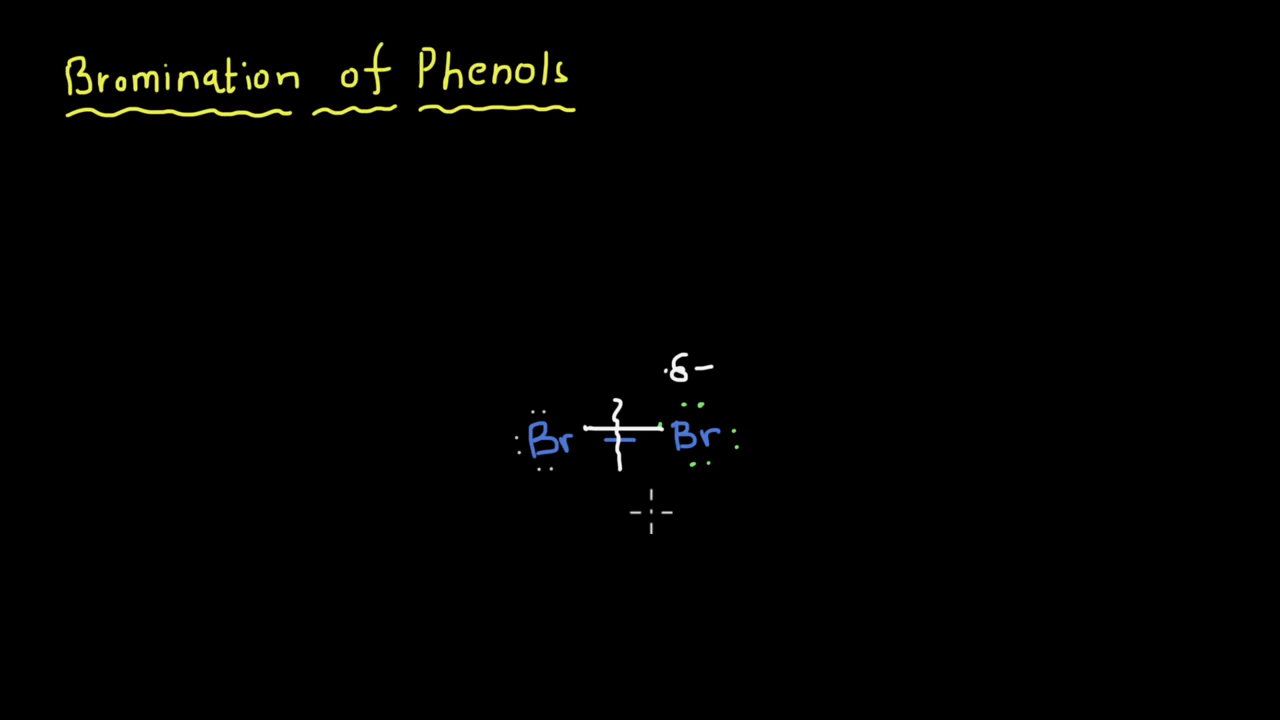 Bromination of Phenols
δ-
Br Br